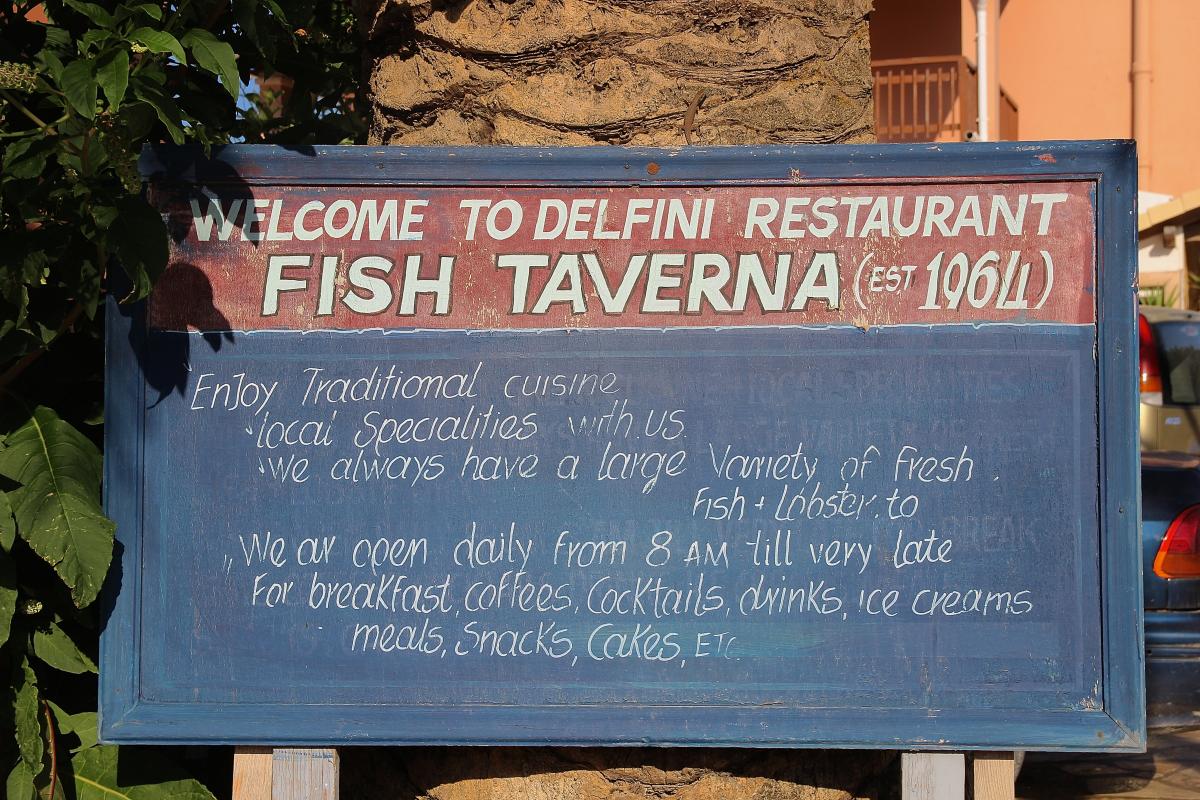 WELCOME TO DELFINI RESTAURANT
FISH TAVERNA (EST 1964)
Enjoy Traditional cuisine
local Specialities with us
We always have a large Variety of Fresh
Fish + Lobster. to
We ar open daily from 8 AM till very late
For breakfast, coffees, Cocktails, drinks, ice creams
meals, Snacks, Cakes, ETC